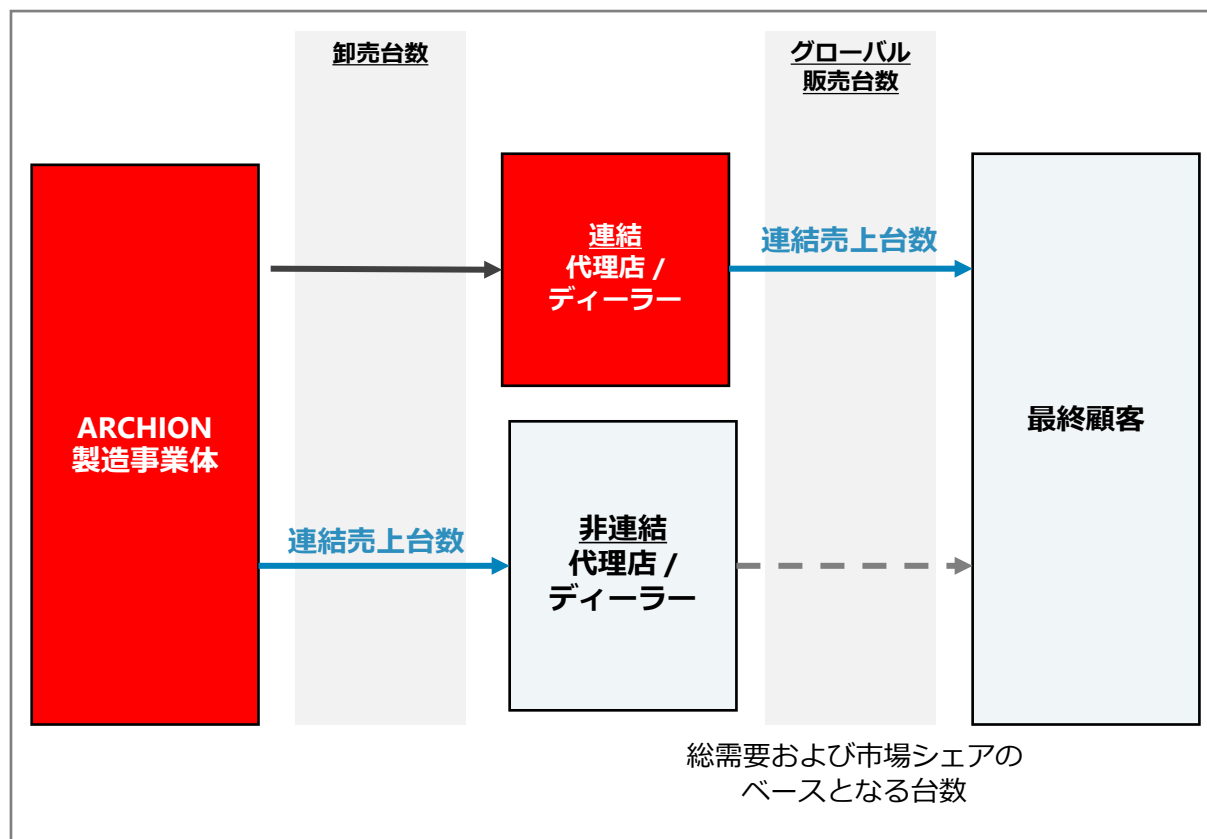 卸売台数
グローバル
販売台数
連結
代理店 /
ディーラー
連結売上台数
ARCHION
製造事業体
最終顧客
連結売上台数
非連結
代理店 /
ディーラー
総需要および市場シェアの
ベースとなる台数